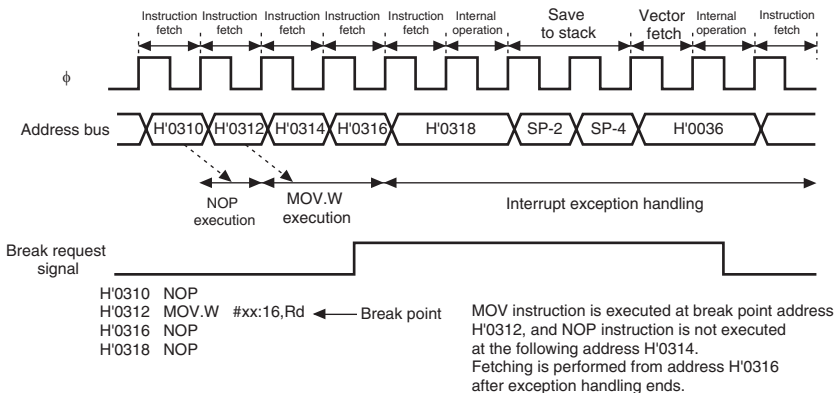 Instruction fetch
Instruction fetch
Instruction fetch
Instruction fetch
Instruction fetch
Internal operation
Save to stack
Vector fetch
Internal operation
Instruction fetch
ϕ
Address bus
H'0310 H'0312 H'0314 H'0316 H'0318 SP-2 SP-4 H'0036
NOP execution
MOV.W execution
Interrupt exception handling
Break request
signal
H'0310 NOP
H'0312 MOV.W #xx:16,Rd Break point
H'0316 NOP
H'0318 NOP
MOV instruction is executed at break point address
H'0312, and NOP instruction is not executed
at the following address H'0314.
Fetching is performed from address H'0316
after exception handling ends.